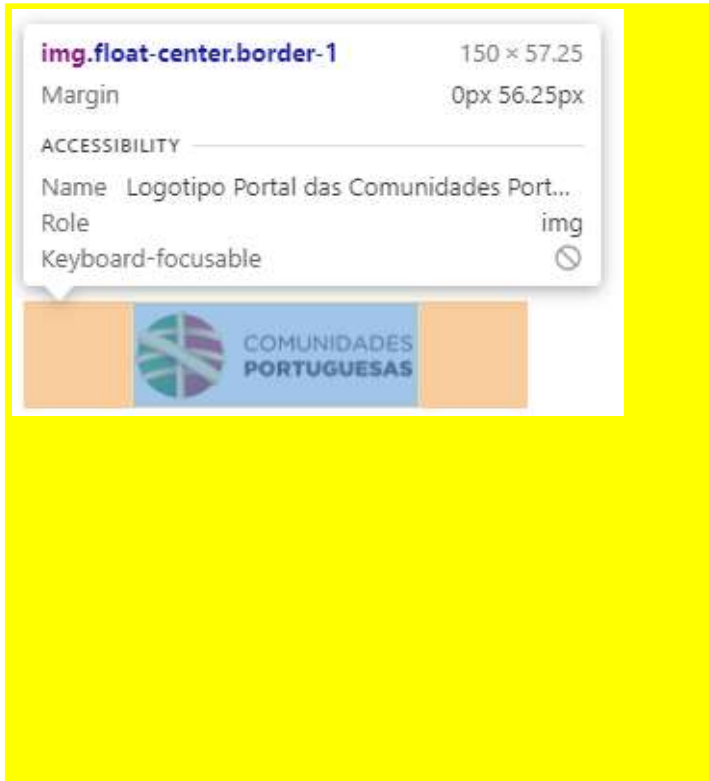 img.float-center.border-1 150 × 57.25
Margin 0px 56.25px
ACCESSIBILITY
Name Logotipo Portal das Comunidades Port...
Role img
Keyboard-focusable
COMUNIDADES
PORTUGUESAS